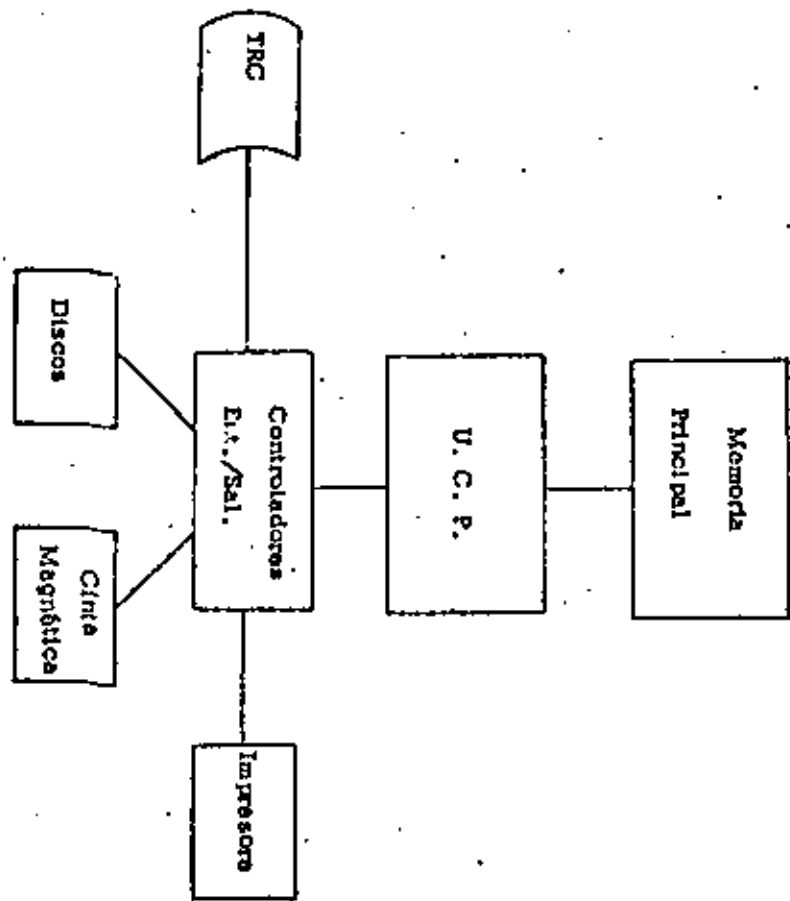 Memoria
Principal
U. C. P.
Controladores
Ent./Sal.
TRC
Impresora
Discos
Cinta
Magnética